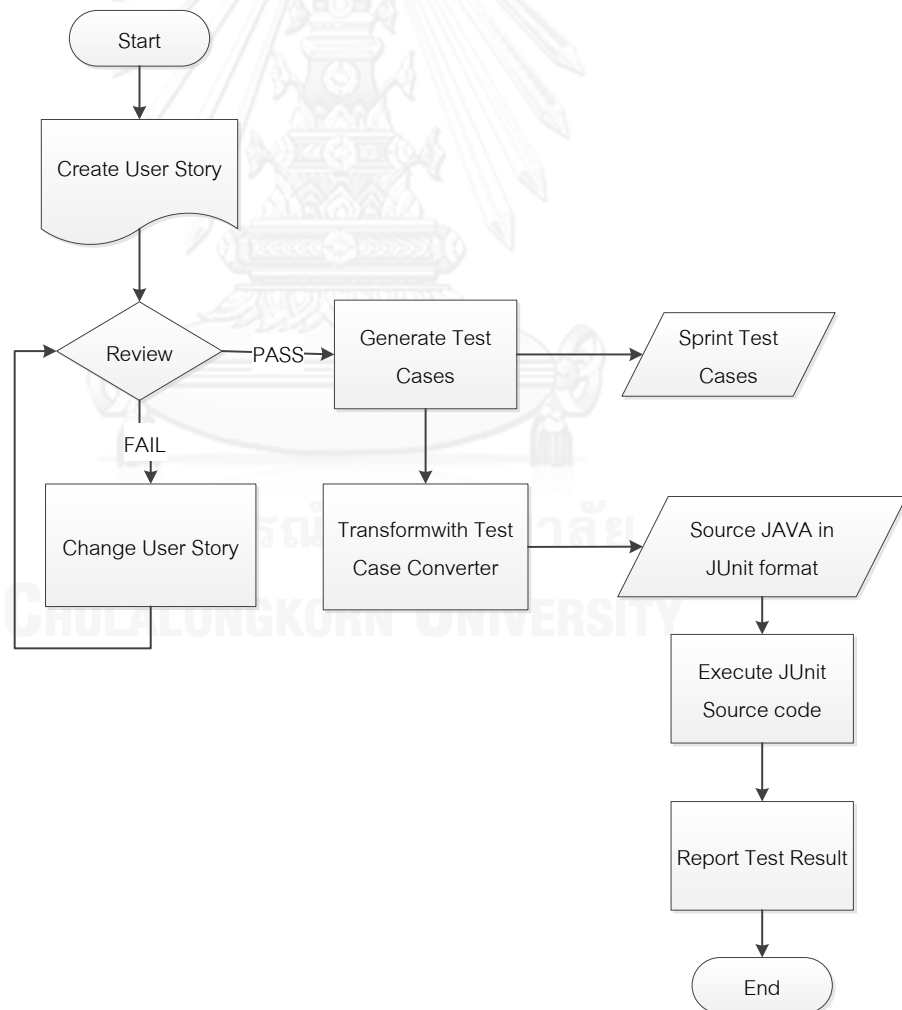 Start
Create User Story
Review
PASS
Generate Test
Cases
Sprint Test
Cases
FAIL
Change User Story
Transformwith Test
Case Converter
Source JAVA in
JUnit format
CHULALONGKORN UNIVERSITY
Execute JUnit
Source code
Report Test Result
End